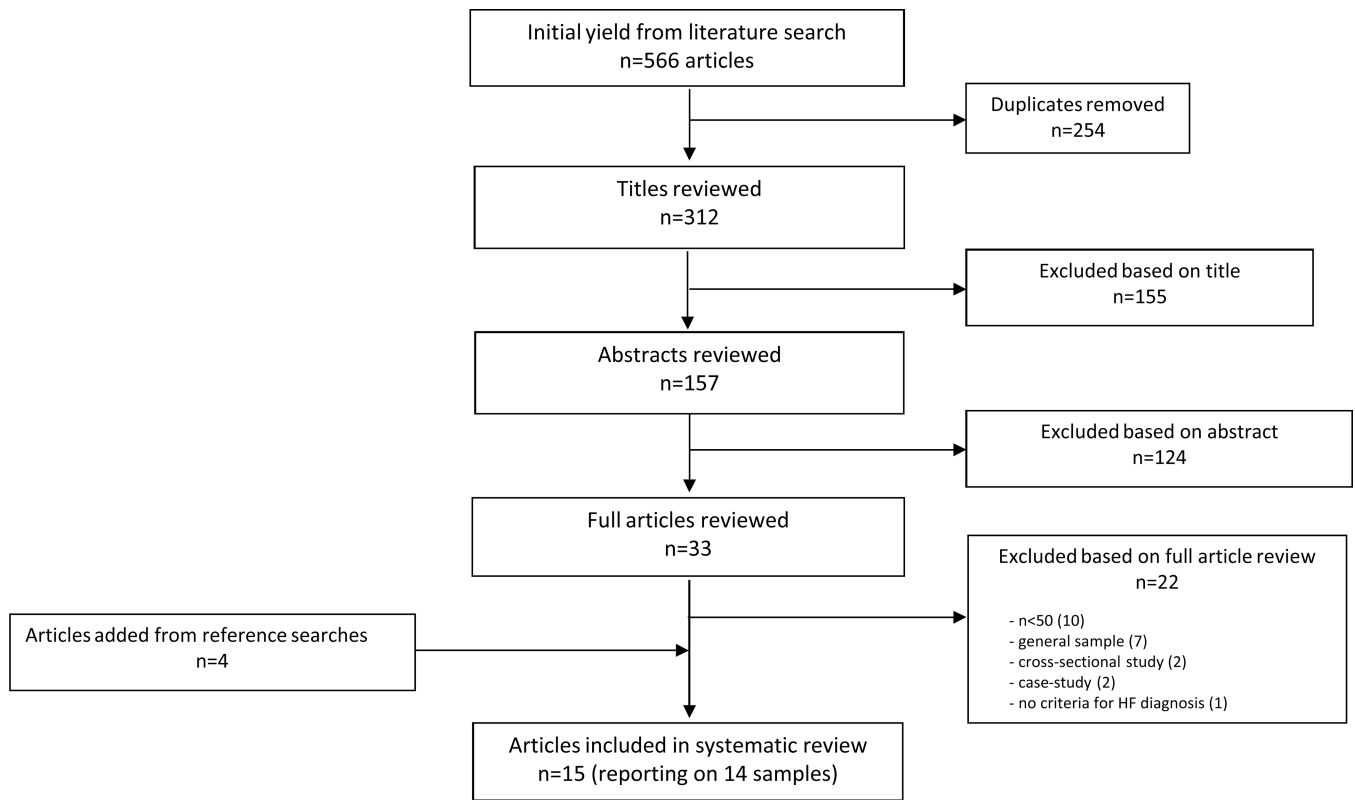 Initial yield from literature search
n=566 articles
Duplicates removed
n=254
Titles reviewed
n=312
Excluded based on title
n=155
Abstracts reviewed
n=157
Excluded based on abstract
n=124
Full articles reviewed
n=33
Excluded based on full article review
n=22
- n<50 (10)
- general sample (7)
- cross-sectional study (2)
- case-study (2)
- no criteria for HF diagnosis (1)
Articles added from reference searches
n=4
Articles included in systematic review
n=15 (reporting on 14 samples)